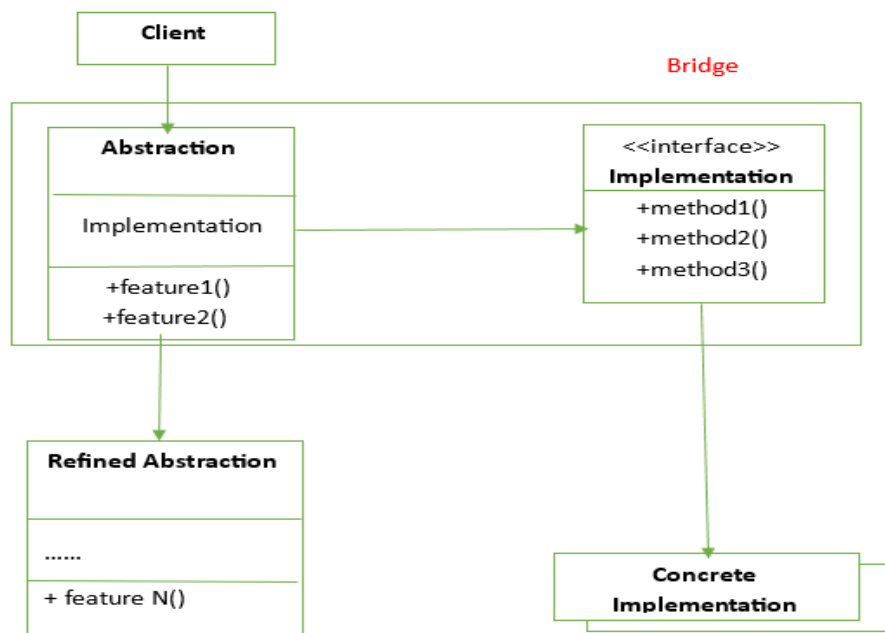 Client
Bridge
Abstraction
Implementation
+feature1()
+feature2()
<<interface>>
Implementation
+method1()
+method2()
+method3()
Refined Abstraction
......
+ feature N()
Concrete
Implementation